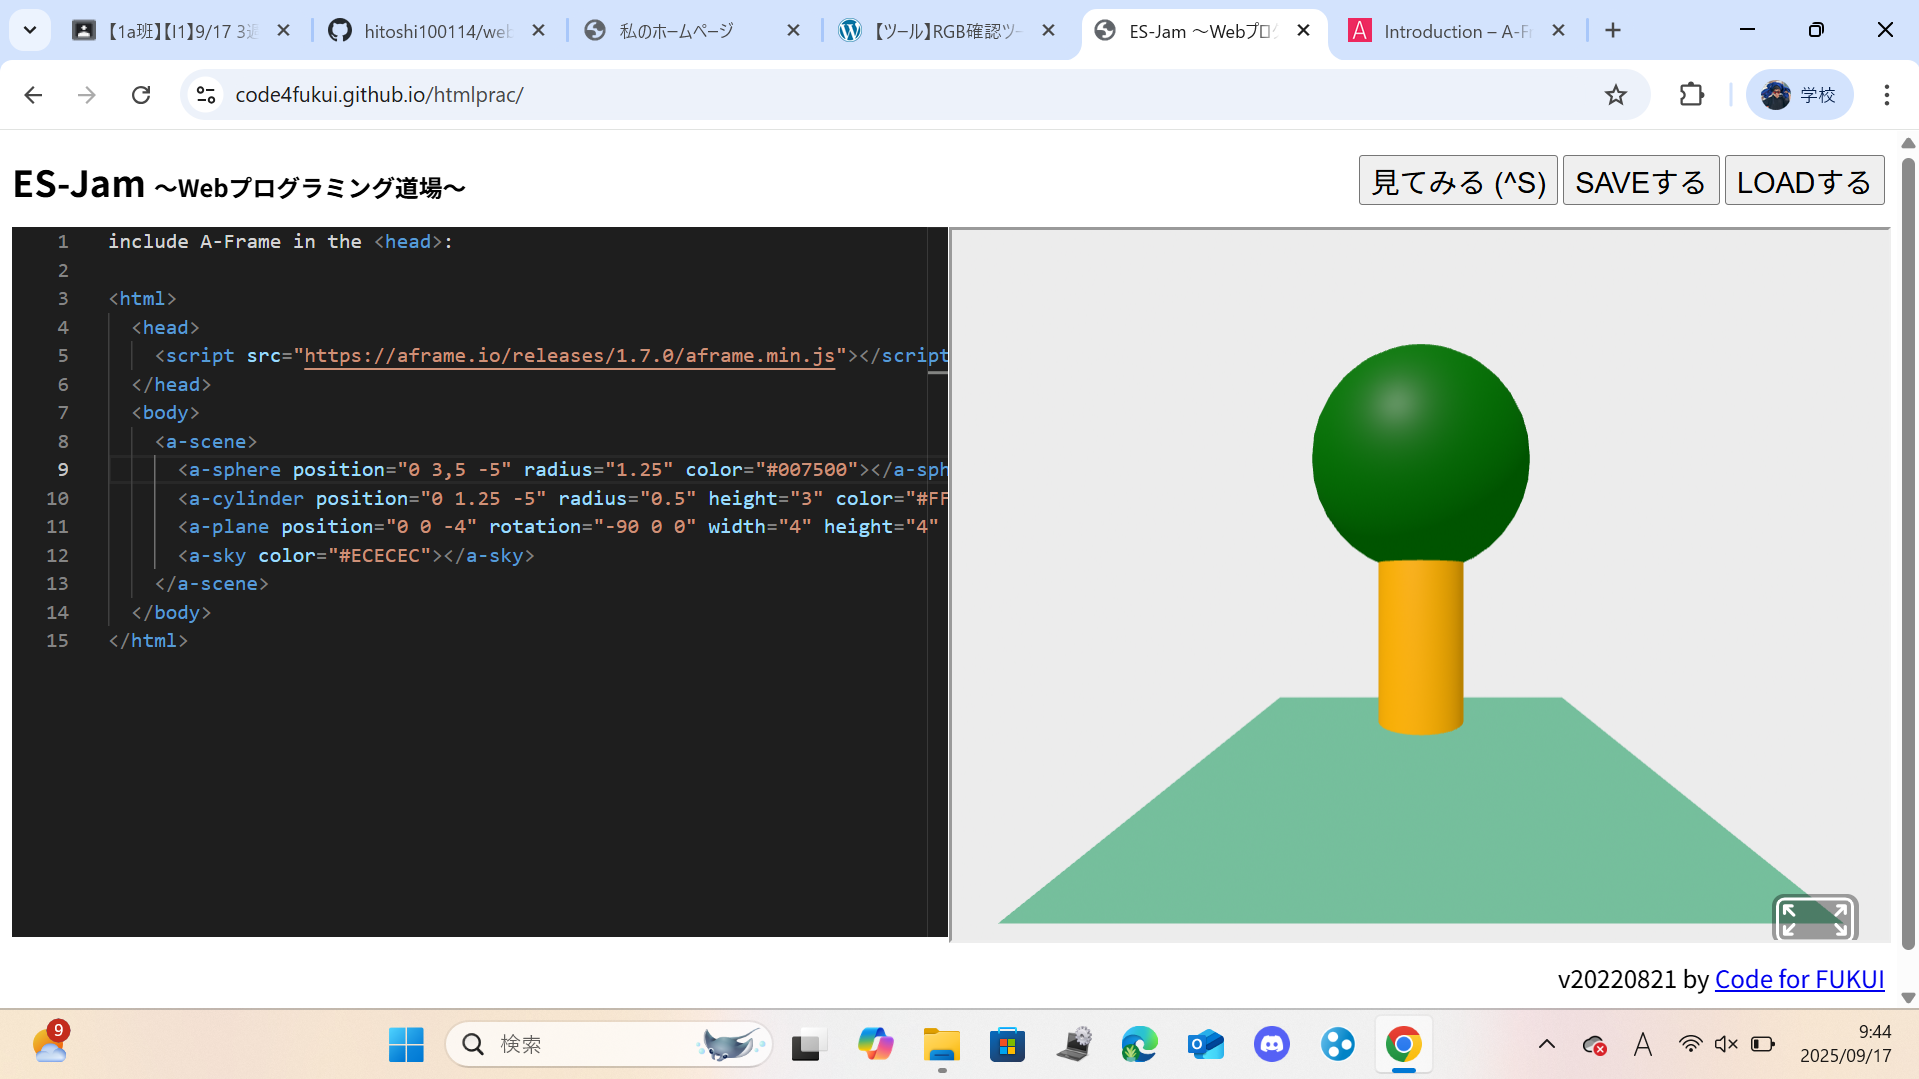 【1a班】【I1】9/17 3週
hitoshi100114/web
私のホームページ
【ツール】RGB確認ツー
ES-Jam ～Webプログ
Introduction – A-Fr
code4fukui.github.io/htmlprac/
学校
ES-Jam ～Webプログラミング道場～
見てみる (^S)
SAVEする
LOADする
1 include A-Frame in the <head>:
2
3 <html>
4 <head>
5 <script src="https://aframe.io/releases/1.7.0/aframe.min.js"></script
6 </head>
7 <body>
8 <a-scene>
9 <a-sphere position="0 3,5 -5" radius="1.25" color="#007500"></a-sph
10 <a-cylinder position="0 1.25 -5" radius="0.5" height="3" color="#FF
11 <a-plane position="0 0 -4" rotation="-90 0 0" width="4" height="4"
12 <a-sky color="#ECECEC"></a-sky>
13 </a-scene>
14 </body>
15 </html>
v20220821 by Code for FUKUI
9
検索
A
9:44
2025/09/17